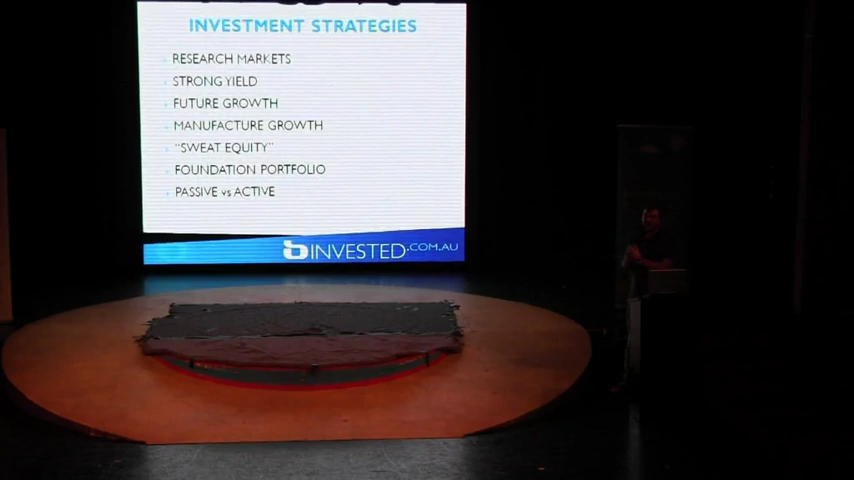 INVESTMENT STRATEGIES
RESEARCH MARKETS
STRONG YIELD
FUTURE GROWTH
MANUFACTURE GROWTH
"SWEAT EQUITY"
FOUNDATION PORTFOLIO
PASSIVE vs ACTIVE
bINVESTED.COM.AU